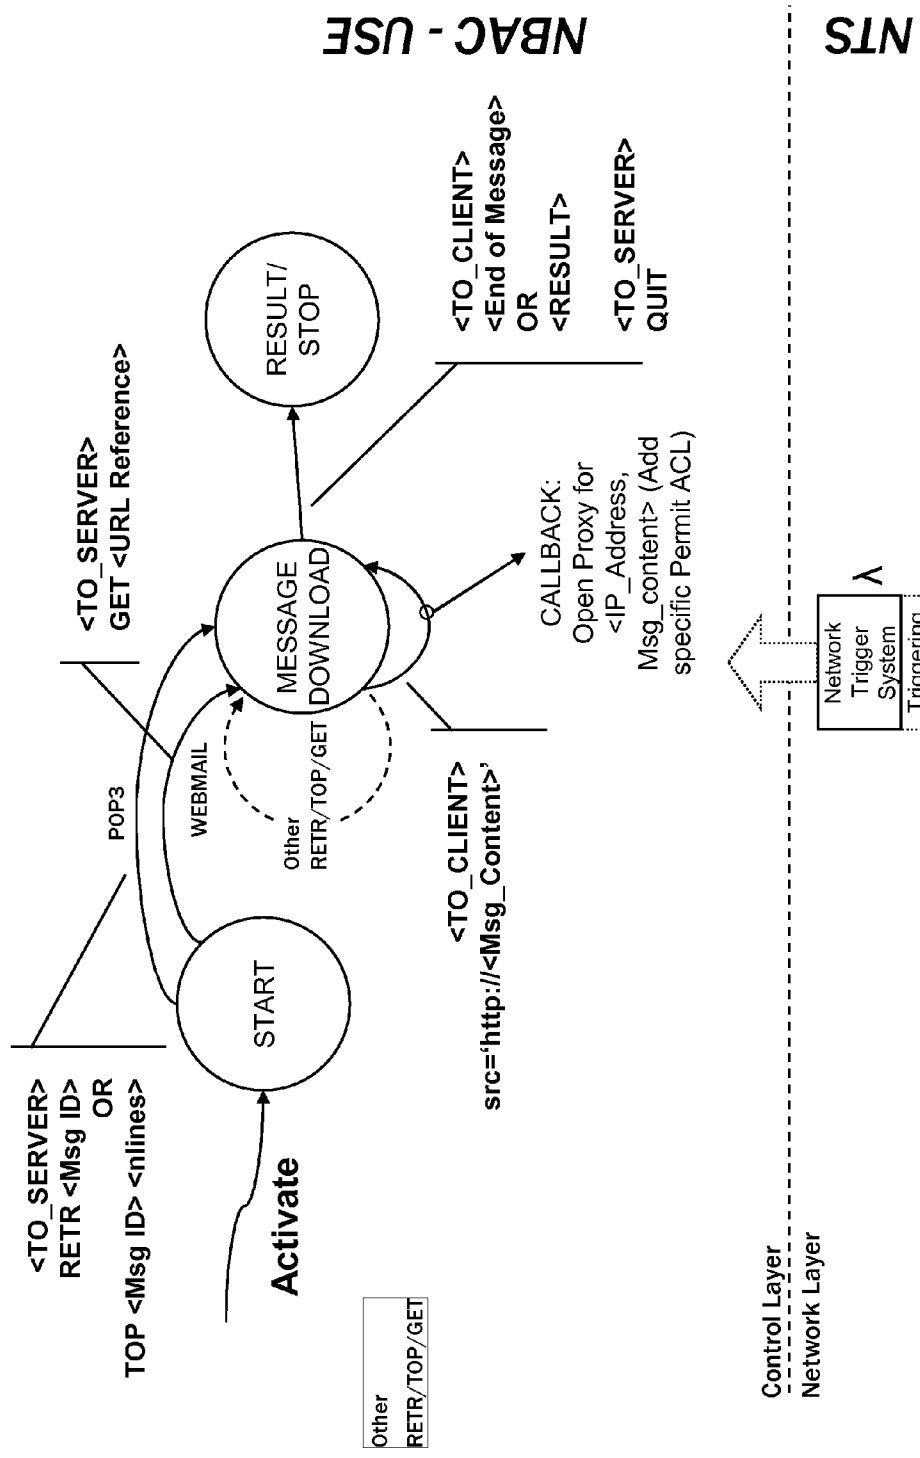 <TO_SERVER>
RETR <Msg ID>
OR
TOP <Msg ID> <nlines>
POP3
WEBMAIL
<TO_SERVER>
GET <URL Reference>
Activate
START
Other
RETR/TOP/GET
MESSAGE
DOWNLOAD
RESULT/
STOP
NBAC - USE
Other
RETR/TOP/GET
<TO_CLIENT>
src='http://<Msg_Content>'
CALLBACK:
Open Proxy for
<IP_Address,
Msg_content> (Add
specific Permit ACL)
<TO_CLIENT>
<End of Message>
OR
<RESULT>
<TO_SERVER>
QUIT
Control Layer
Network Layer
Network
Trigger
System
Triggering
γ
NTS